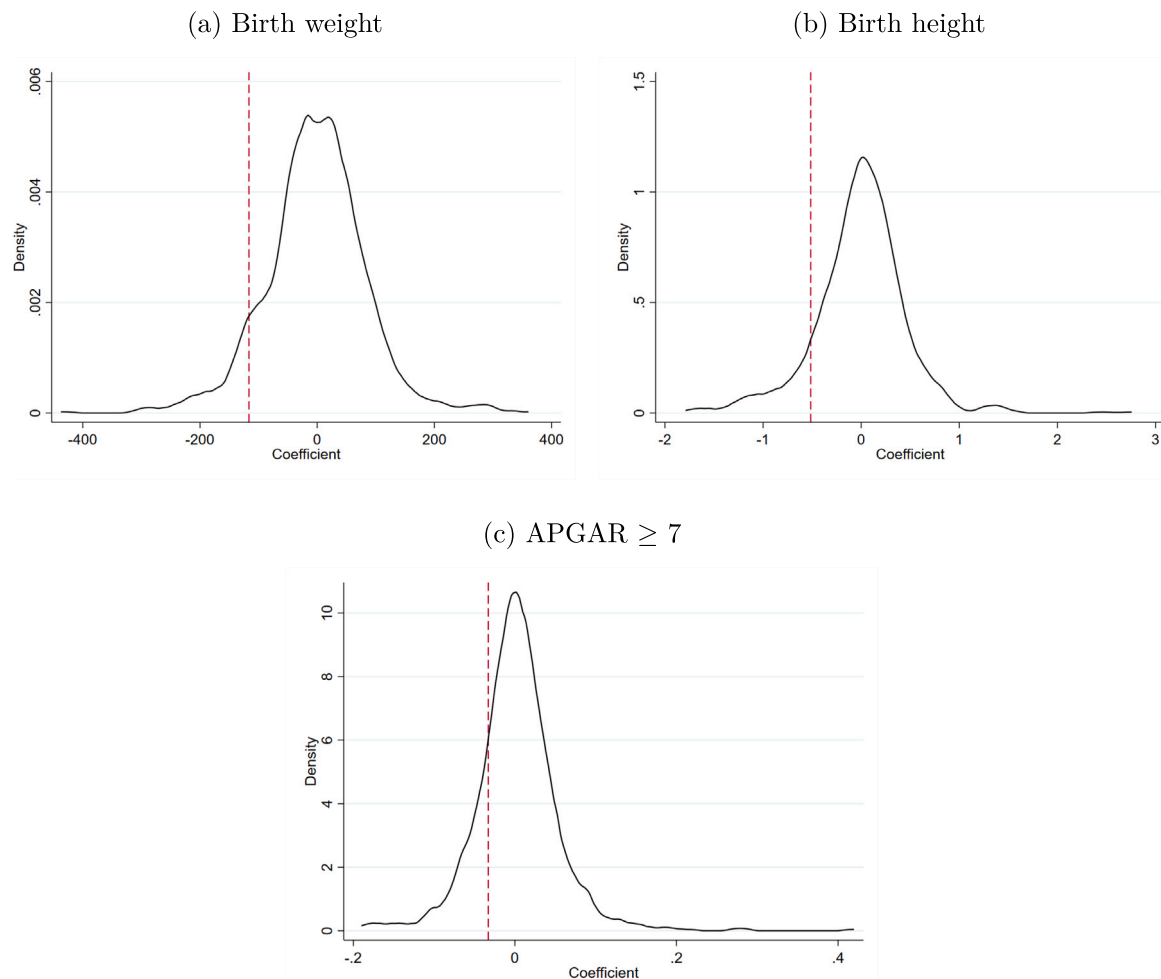 (a) Birth weight
.006
.004
.002
0
Density
-400 -200 0 200 400
Coefficient
(b) Birth height
1.5
1
.5
0
Density
-2 -1 0 1 2 3
Coefficient
(c) APGAR ≥ 7
10
8
6
4
2
0
Density
-.2 0 .2 .4
Coefficient